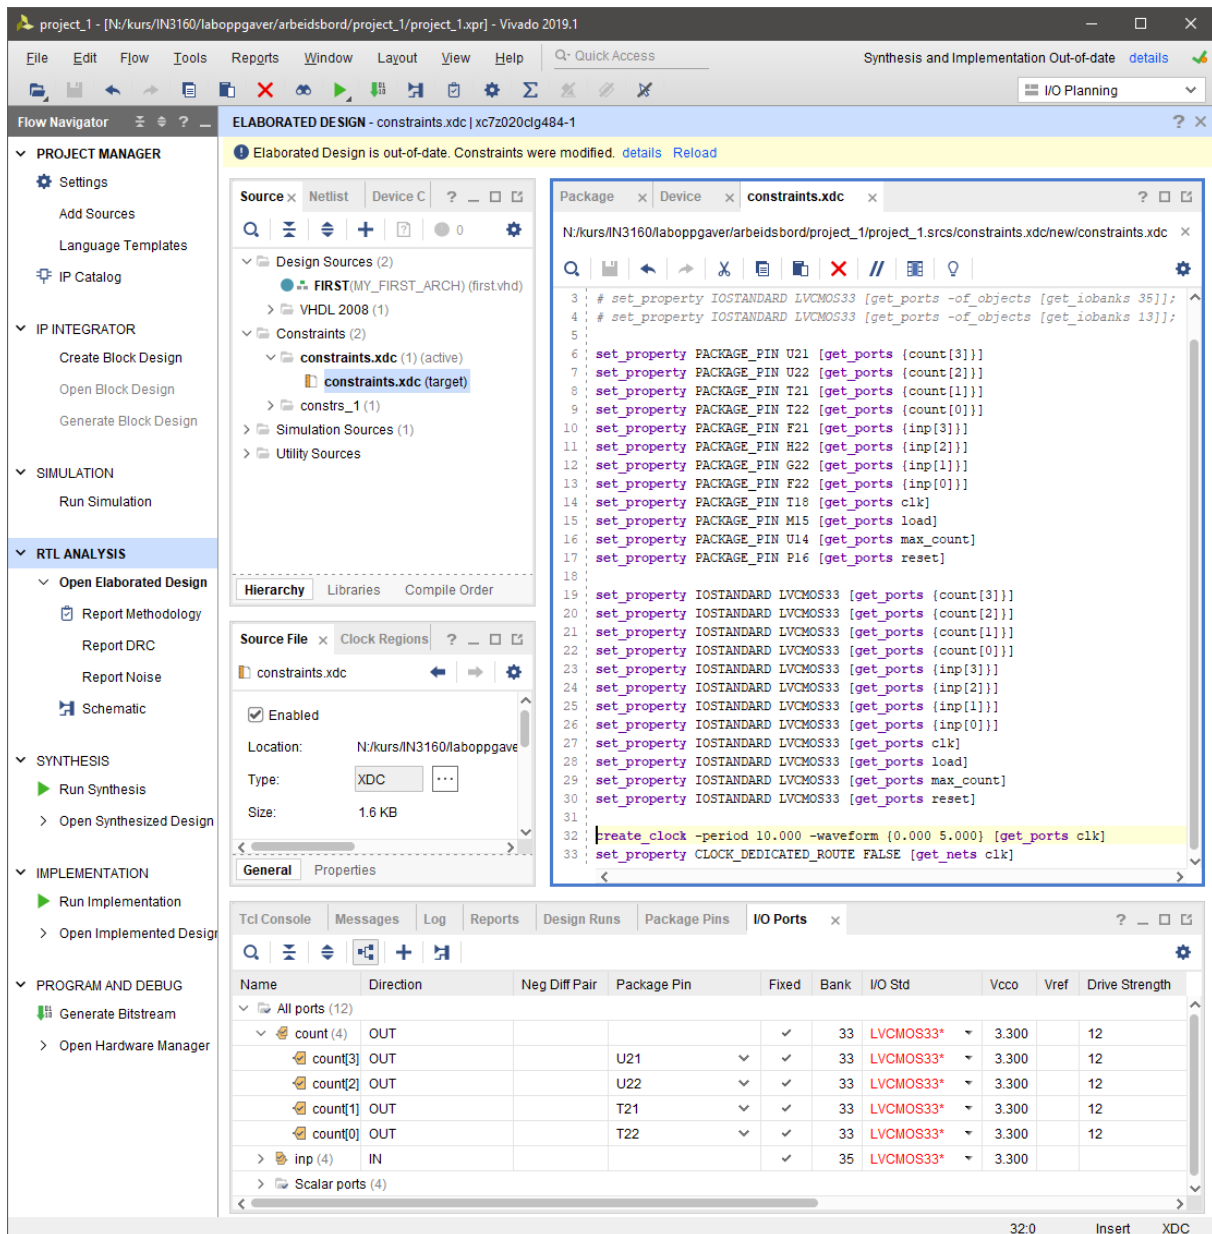 project_1 - [N:/kurs/IN3160/laboppgaver/arbeidsbord/project_1/project_1.xpr] - Vivado 2019.1
File Edit Flow Tools Reports Window Layout View Help Q- Quick Access Synthesis and Implementation Out-of-date details
I/O Planning
Flow Navigator ? _
ELABORATED DESIGN - constraints.xdc | xc7z020clg484-1 ? ×
Elaborated Design is out-of-date. Constraints were modified. details Reload
PROJECT MANAGER
Settings
Add Sources
Language Templates
IP Catalog
IP INTEGRATOR
Create Block Design
Open Block Design
Generate Block Design
SIMULATION
Run Simulation
RTL ANALYSIS
Open Elaborated Design
Report Methodology
Report DRC
Report Noise
Schematic
SYNTHESIS
Run Synthesis
Open Synthesized Design
IMPLEMENTATION
Run Implementation
Open Implemented Design
PROGRAM AND DEBUG
Generate Bitstream
Open Hardware Manager
Source × Netlist Device C ? _
0
Design Sources (2)
FIRST(MY_FIRST_ARCH) (first.vhd)
VHDL 2008 (1)
Constraints (2)
constraints.xdc (1) (active)
constraints.xdc (target)
constrs_1 (1)
Simulation Sources (1)
Utility Sources
Hierarchy Libraries Compile Order
Source File × Clock Regions ? _
constraints.xdc
Enabled
Location: N:/kurs/IN3160/laboppgave
Type: XDC ...
Size: 1.6 KB
General Properties
Package × Device × constraints.xdc × ?
N:/kurs/IN3160/laboppgaver/arbeidsbord/project_1/project_1.srcs/constraints.xdc/new/constraints.xdc ×
3 # set_property IOSTANDARD LVCMOS33 [get_ports -of_objects [get_iobanks 35]];
4 # set_property IOSTANDARD LVCMOS33 [get_ports -of_objects [get_iobanks 13]];
5
6 set_property PACKAGE_PIN U21 [get_ports {count[3]}]
7 set_property PACKAGE_PIN U22 [get_ports {count[2]}]
8 set_property PACKAGE_PIN T21 [get_ports {count[1]}]
9 set_property PACKAGE_PIN T22 [get_ports {count[0]}]
10 set_property PACKAGE_PIN F21 [get_ports {inp[3]}]
11 set_property PACKAGE_PIN H22 [get_ports {inp[2]}]
12 set_property PACKAGE_PIN G22 [get_ports {inp[1]}]
13 set_property PACKAGE_PIN F22 [get_ports {inp[0]}]
14 set_property PACKAGE_PIN T18 [get_ports clk]
15 set_property PACKAGE_PIN M15 [get_ports load]
16 set_property PACKAGE_PIN U14 [get_ports max_count]
17 set_property PACKAGE_PIN P16 [get_ports reset]
18
19 set_property IOSTANDARD LVCMOS33 [get_ports {count[3]}]
20 set_property IOSTANDARD LVCMOS33 [get_ports {count[2]}]
21 set_property IOSTANDARD LVCMOS33 [get_ports {count[1]}]
22 set_property IOSTANDARD LVCMOS33 [get_ports {count[0]}]
23 set_property IOSTANDARD LVCMOS33 [get_ports {inp[3]}]
24 set_property IOSTANDARD LVCMOS33 [get_ports {inp[2]}]
25 set_property IOSTANDARD LVCMOS33 [get_ports {inp[1]}]
26 set_property IOSTANDARD LVCMOS33 [get_ports {inp[0]}]
27 set_property IOSTANDARD LVCMOS33 [get_ports clk]
28 set_property IOSTANDARD LVCMOS33 [get_ports load]
29 set_property IOSTANDARD LVCMOS33 [get_ports max_count]
30 set_property IOSTANDARD LVCMOS33 [get_ports reset]
31
32 create_clock -period 10.000 -waveform {0.000 5.000} [get_ports clk]
33 set_property CLOCK_DEDICATED_ROUTE FALSE [get_nets clk]
Tcl Console Messages Log Reports Design Runs Package Pins I/O Ports × ? _
Name Direction Neg Diff Pair Package Pin Fixed Bank I/O Std Vcco Vref Drive Strength
All ports (12)
count (4) OUT 33 LVCMOS33* 3.300 12
count[3] OUT U21 33 LVCMOS33* 3.300 12
count[2] OUT U22 33 LVCMOS33* 3.300 12
count[1] OUT T21 33 LVCMOS33* 3.300 12
count[0] OUT T22 33 LVCMOS33* 3.300 12
inp (4) IN 35 LVCMOS33* 3.300
Scalar ports (4)
32:0 Insert XDC